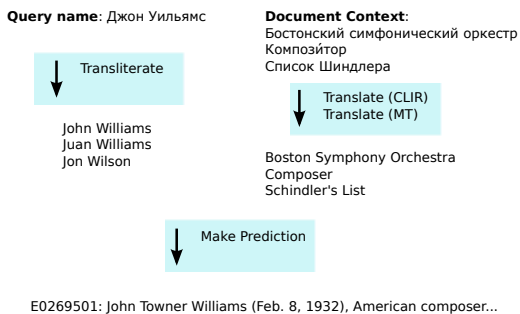 Query name: Джон Уильямс
Transliterate
John Williams
Juan Williams
Jon Wilson
Document Context:
Бостонский симфонический оркестр
Компози́тор
Список Шиндлера
Translate (CLIR)
Translate (MT)
Boston Symphony Orchestra
Composer
Schindler's List
Make Prediction
E0269501: John Towner Williams (Feb. 8, 1932), American composer...